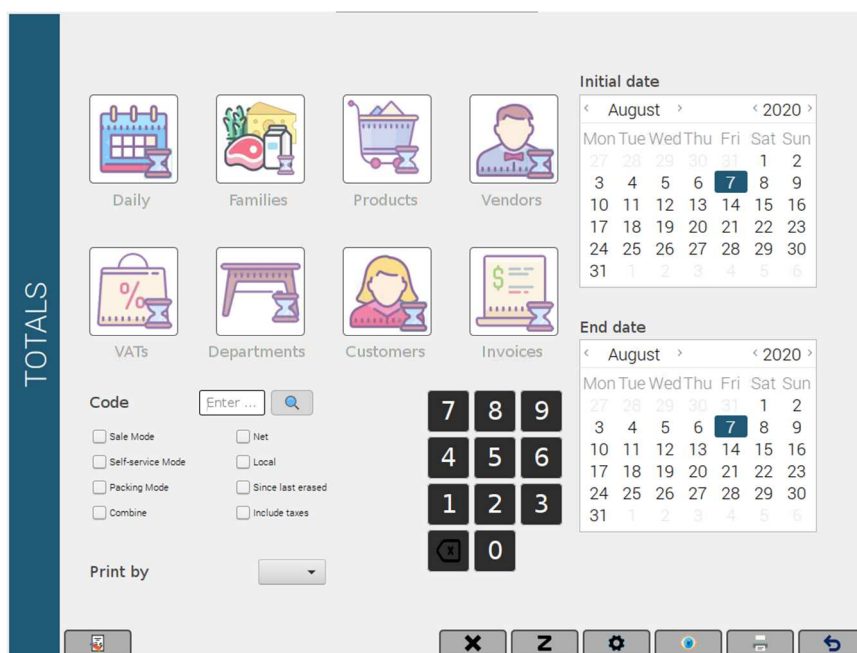 TOTALS
Daily
Families
Products
Vendors
VATs
Departments
Customers
Invoices
Initial date
‹ August › ‹ 2020 ›
Mon Tue Wed Thu Fri Sat Sun
27 28 29 30 31 1 2
3 4 5 6 7 8 9
10 11 12 13 14 15 16
17 18 19 20 21 22 23
24 25 26 27 28 29 30
31 1 2 3 4 5 6
End date
‹ August › ‹ 2020 ›
Mon Tue Wed Thu Fri Sat Sun
27 28 29 30 31 1 2
3 4 5 6 7 8 9
10 11 12 13 14 15 16
17 18 19 20 21 22 23
24 25 26 27 28 29 30
31 1 2 3 4 5 6
Code
Enter ...
Sale Mode
Net
Self-service Mode
Local
Packing Mode
Since last erased
Combine
Include taxes
Print by
7 8 9
4 5 6
1 2 3
x 0
X Z